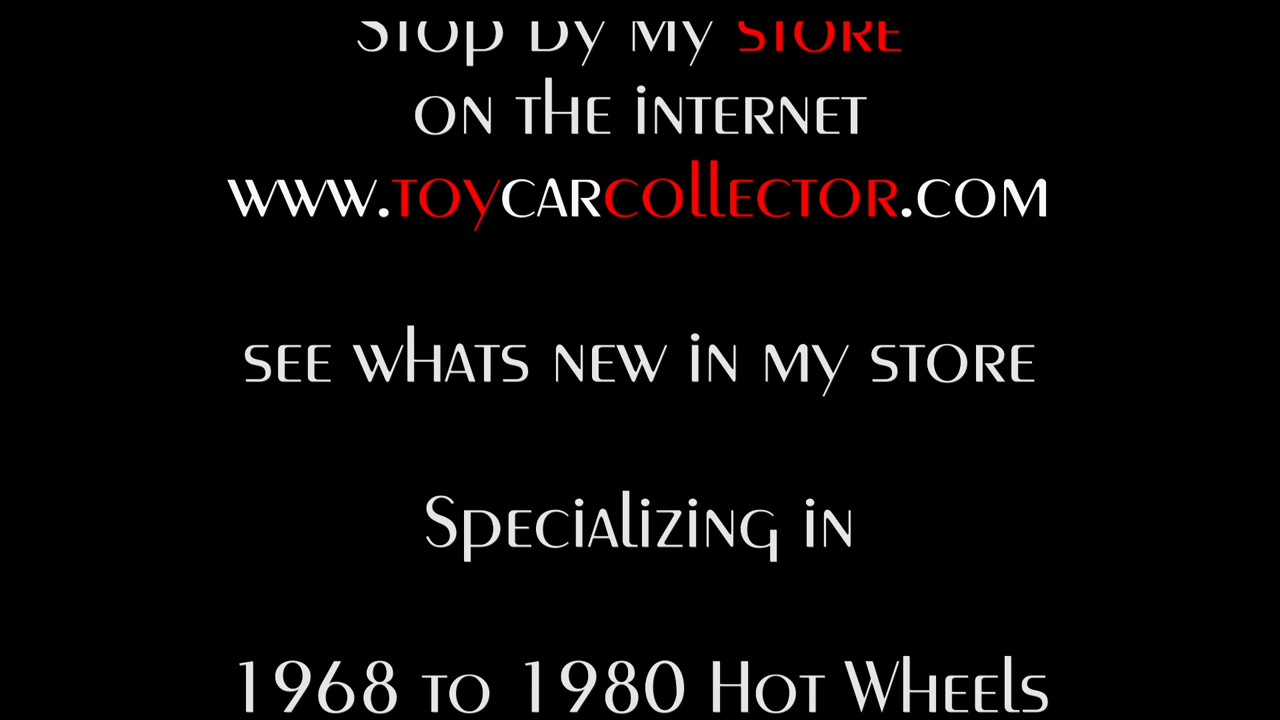 Stop by my STORE
ON THE INTERNET
www.TOYCARCOLLECTOR.COM
SEE WHATS NEW IN MY STORE
Specializing in
1968 TO 1980 Hot Wheels